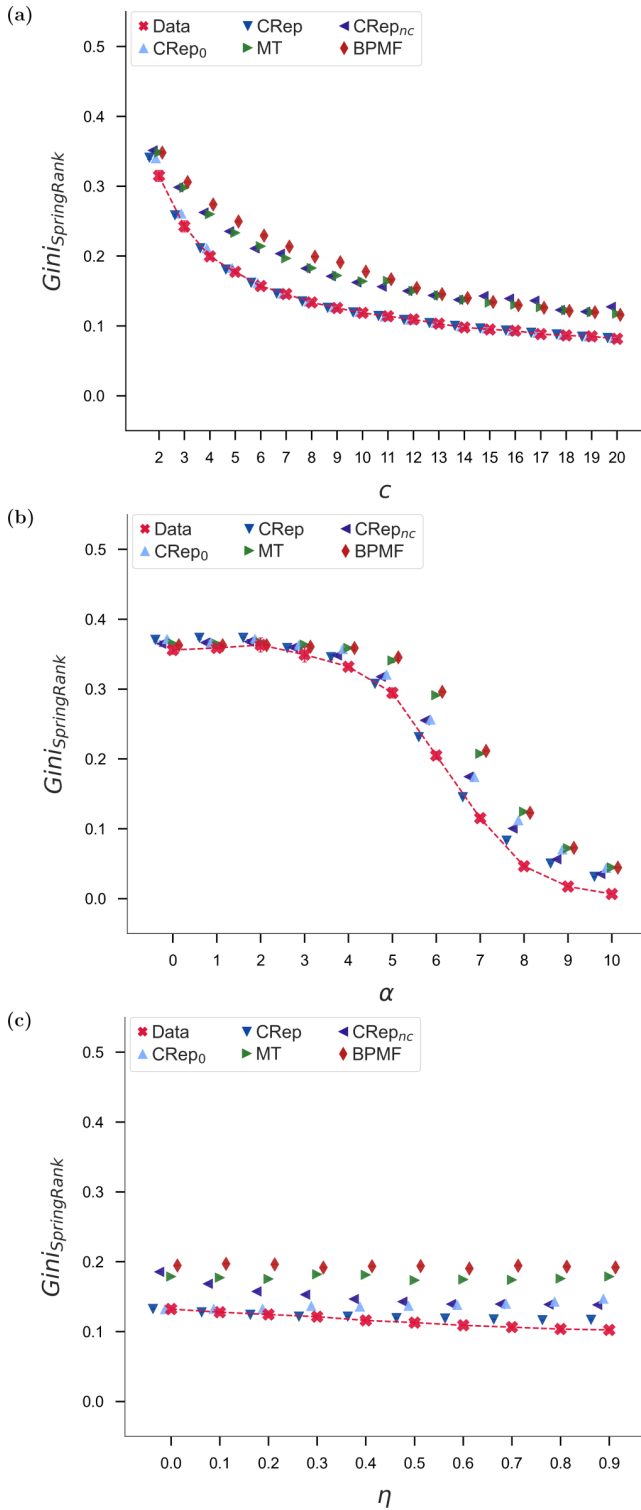 (a)
Data CRep CRep_nc
CRep_0 MT BPMF
0.5
0.4
0.3
0.2
0.1
0.0
Gini_SpringRank
2 3 4 5 6 7 8 9 10 11 12 13 14 15 16 17 18 19 20
c
(b)
Data CRep CRep_nc
CRep_0 MT BPMF
0.5
0.4
0.3
0.2
0.1
0.0
Gini_SpringRank
0 1 2 3 4 5 6 7 8 9 10
α
(c)
Data CRep CRep_nc
CRep_0 MT BPMF
0.5
0.4
0.3
0.2
0.1
0.0
Gini_SpringRank
0.0 0.1 0.2 0.3 0.4 0.5 0.6 0.7 0.8 0.9
η